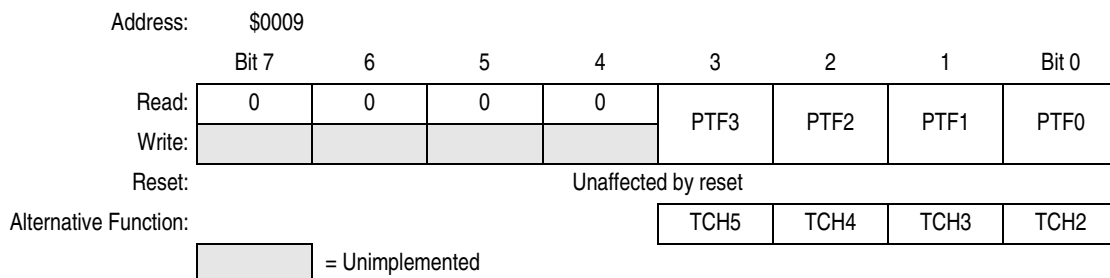 Address: $0009
Bit 7 6 5 4 3 2 1 Bit 0
Read: 0 0 0 0 PTF3 PTF2 PTF1 PTF0
Write:
Reset: Unaffected by reset
Alternative Function: TCH5 TCH4 TCH3 TCH2
= Unimplemented